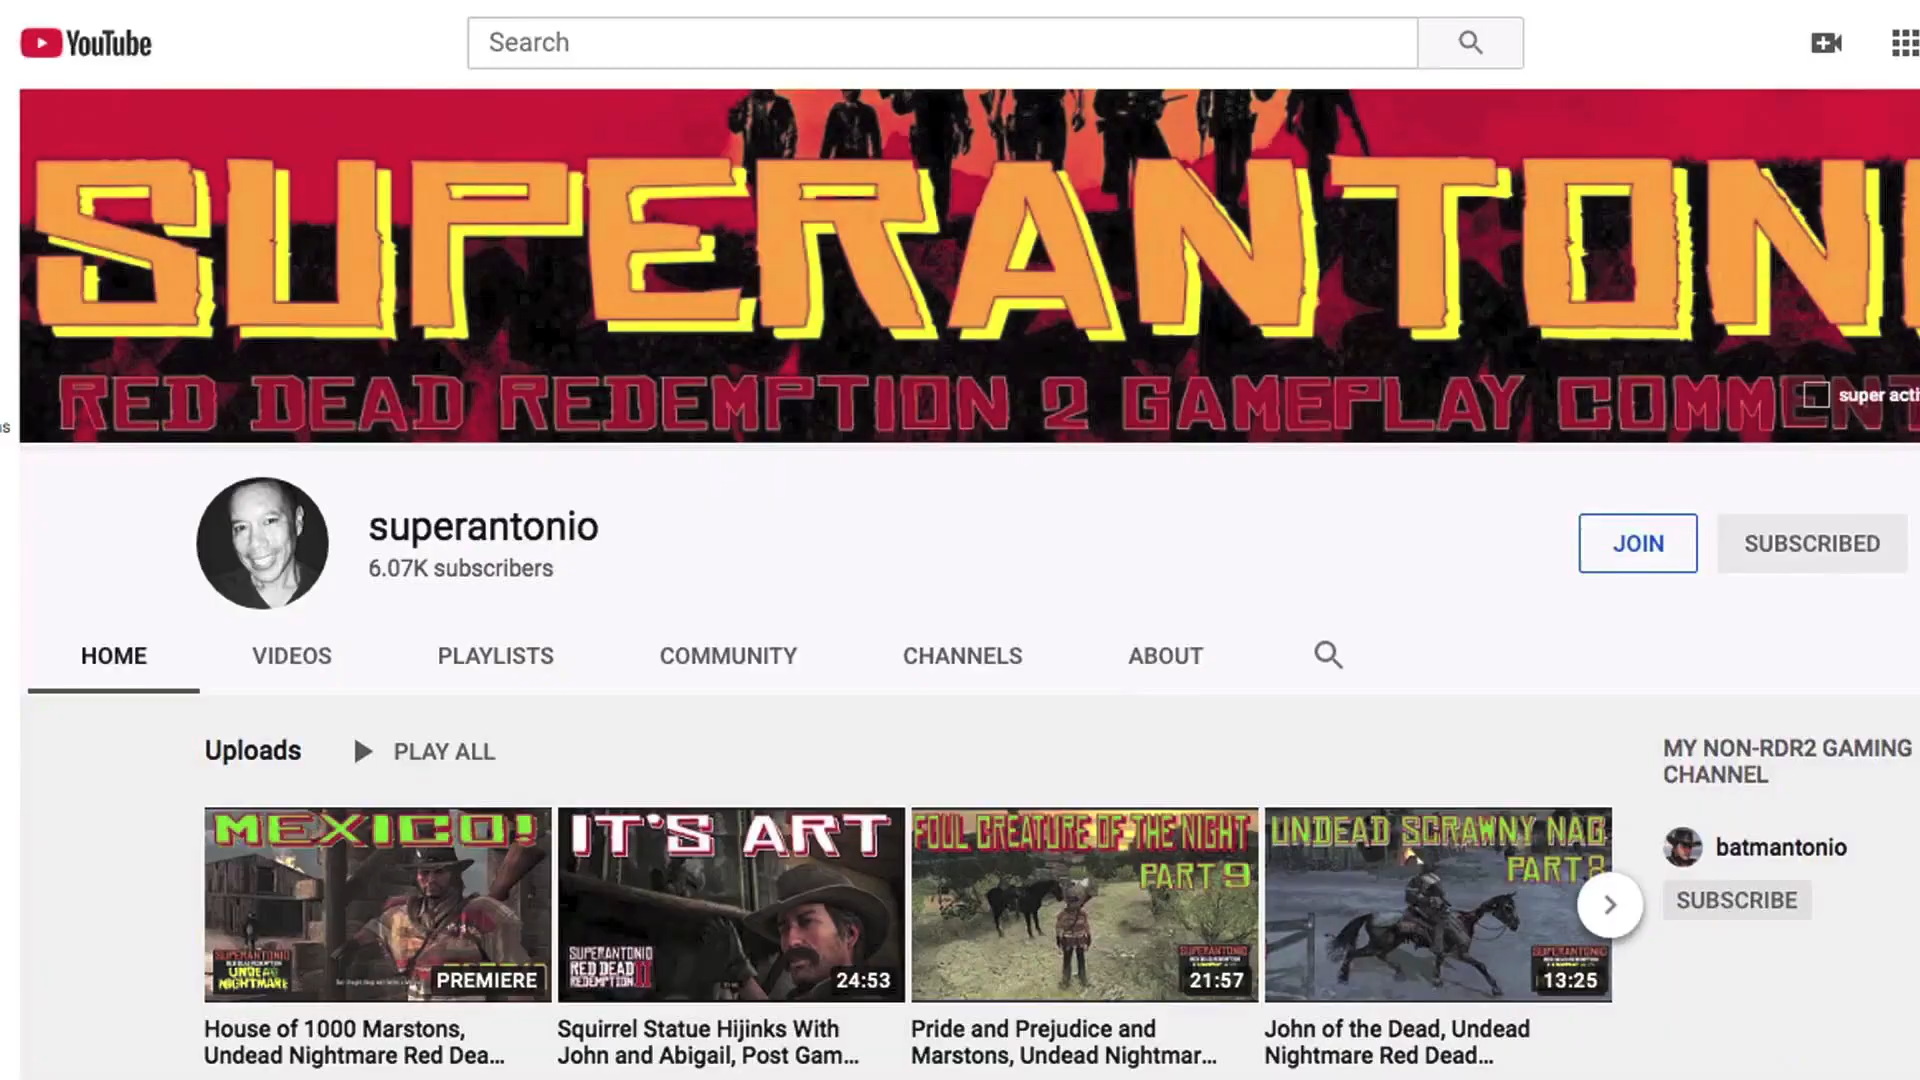 YouTube
Search
SUPERANTONI
RED DEAD REDEMPTION 2 GAMEPLAY COMMENT
super acti
superantonio
6.07K subscribers
JOIN
SUBSCRIBED
HOME
VIDEOS
PLAYLISTS
COMMUNITY
CHANNELS
ABOUT
Uploads
PLAY ALL
MEXICO!
SUPERANTONIO
UNDEAD
NIGHTMARE
PREMIERE
House of 1000 Marstons,
Undead Nightmare Red Dea...
IT'S ART
SUPERANTONIO
RED DEAD
REDEMPTION II
24:53
Squirrel Statue Hijinks With
John and Abigail, Post Gam...
FOUL CREATURE OF THE NIGHT
PART 9
SUPERANTONIO
21:57
Pride and Prejudice and
Marstons, Undead Nightmar...
UNDEAD SCRAWNY NAG
PART 8
SUPERANTONIO
13:25
John of the Dead, Undead
Nightmare Red Dead...
MY NON-RDR2 GAMING
CHANNEL
batmantonio
SUBSCRIBE